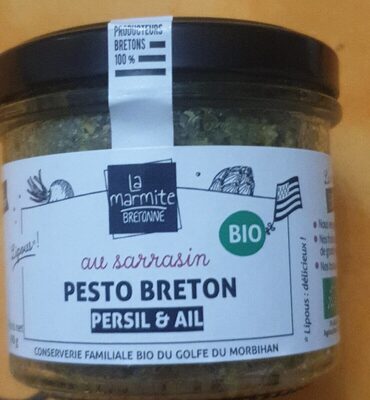 PRODUCTEURS
BRETONS
100 %
la
marmite
BRETONNE
Lipous !
BIO
au sarrasin
PESTO BRETON
PERSIL & AIL
CONSERVERIE FAMILIALE BIO DU GOLFE DU MORBIHAN
* Lipous : délicieux !